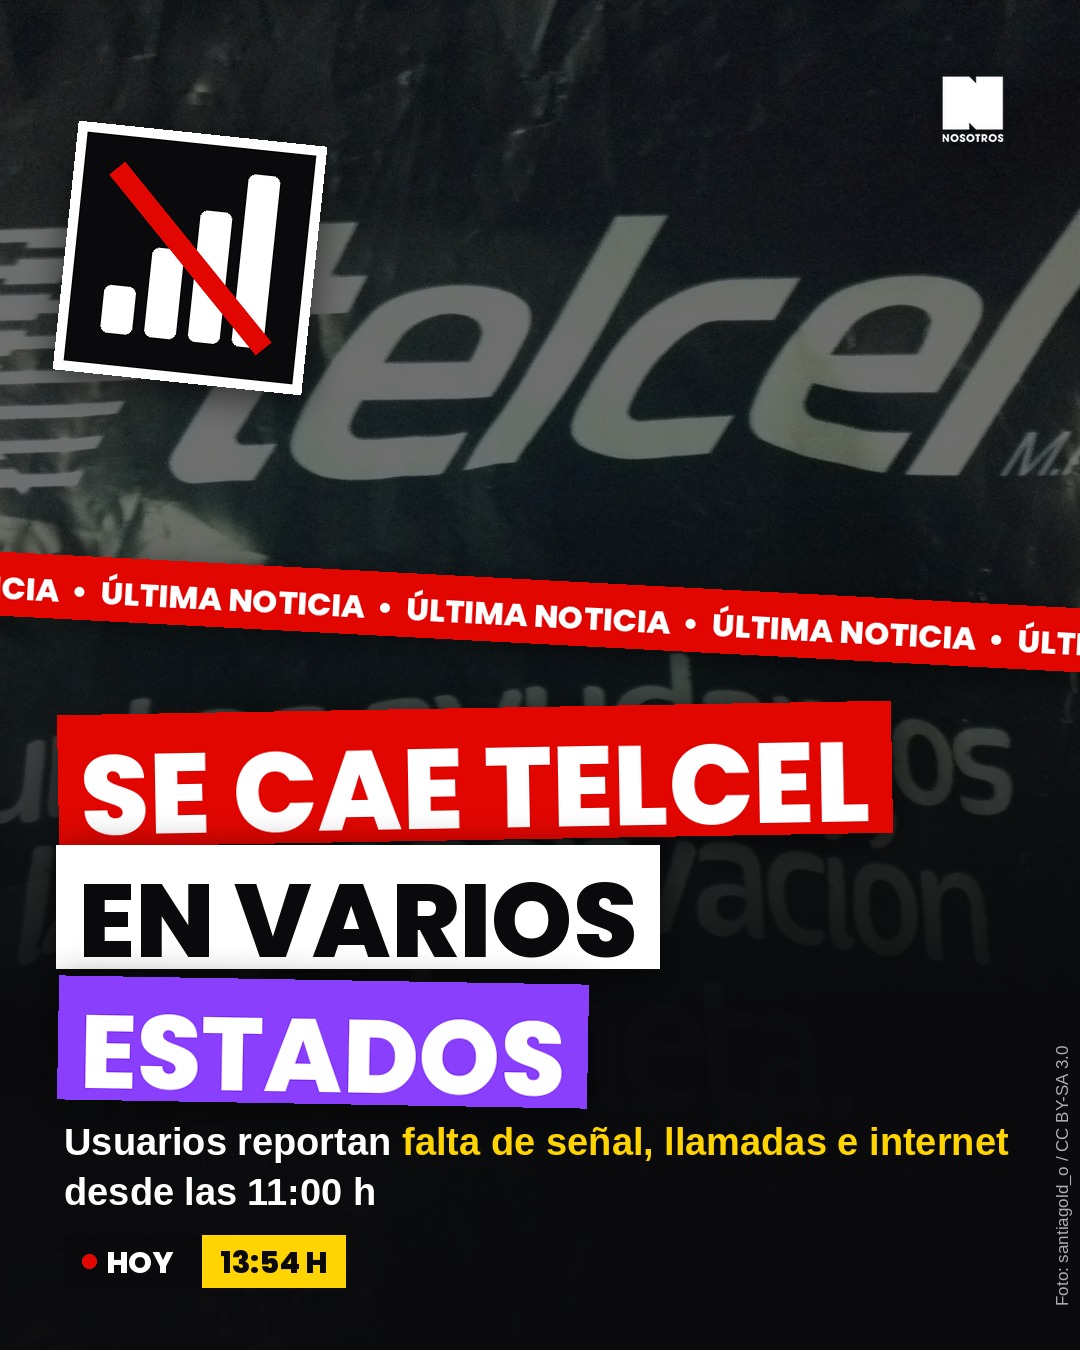 NOSOTROS
telcel
M.
CIA • ÚLTIMA NOTICIA • ÚLTIMA NOTICIA • ÚLTIMA NOTICIA • ÚLTI
SE CAE TELCEL
EN VARIOS
ESTADOS
Usuarios reportan falta de señal, llamadas e internet
desde las 11:00 h
HOY 13:54 H
Foto: santiagold_o / CC BY-SA 3.0